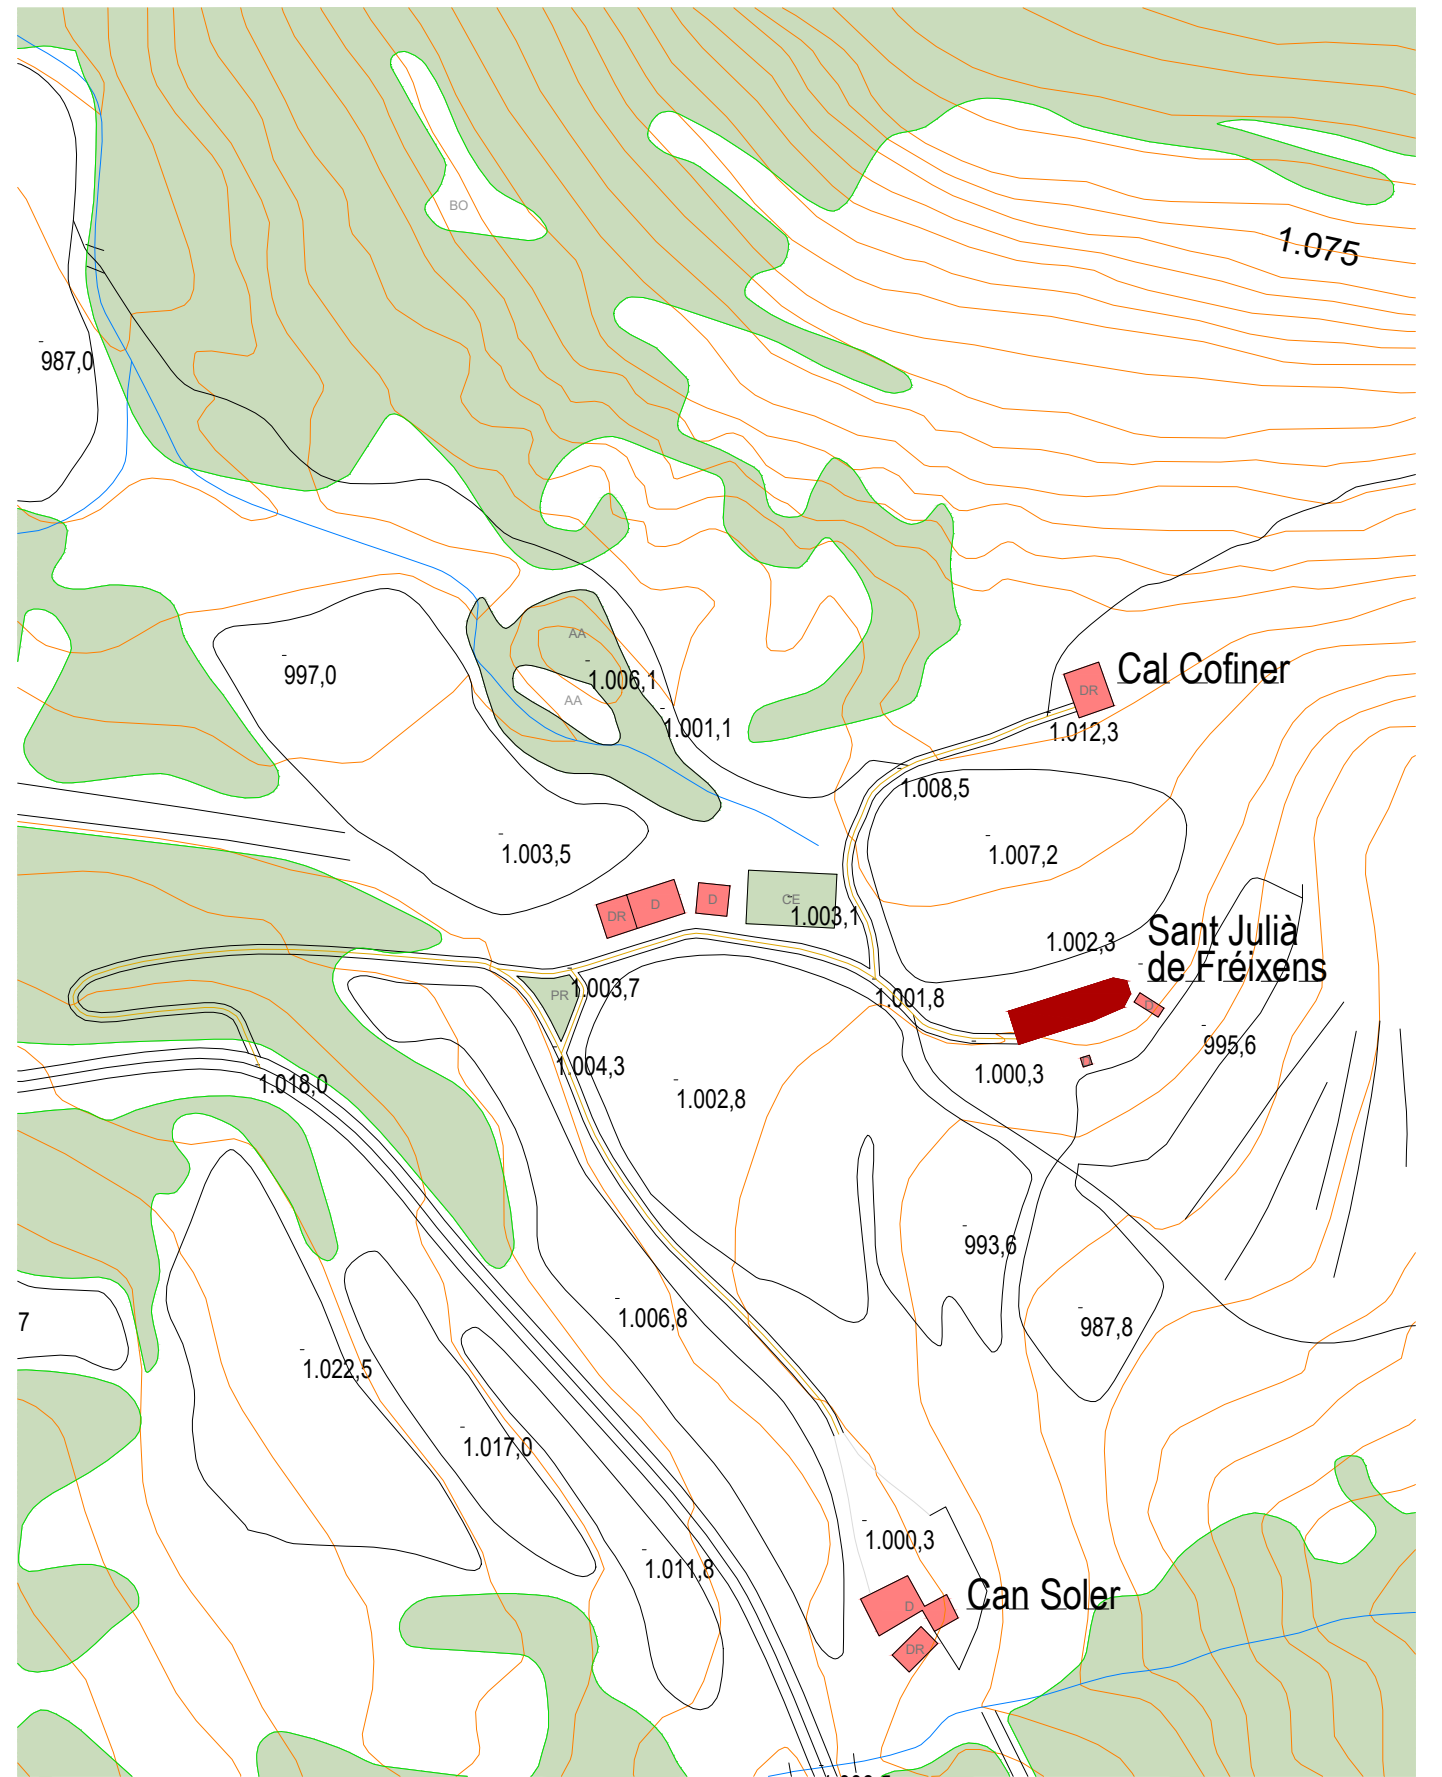 BO
1.075
987,0
AA
997,0
1.006,1
AA
1.001,1
Cal Cofiner
DR
1.012,3
1.008,5
1.003,5
1.007,2
DR
D
D
CE
1.003,1
1.002,3
Sant Julià
de Fréixens
PR
1.003,7
1.001,8
995,6
1.004,3
1.000,3
1.018,0
1.002,8
993,6
1.006,8
7
987,8
1.022,5
1.017,0
1.000,3
1.011,8
D
Can Soler
DR